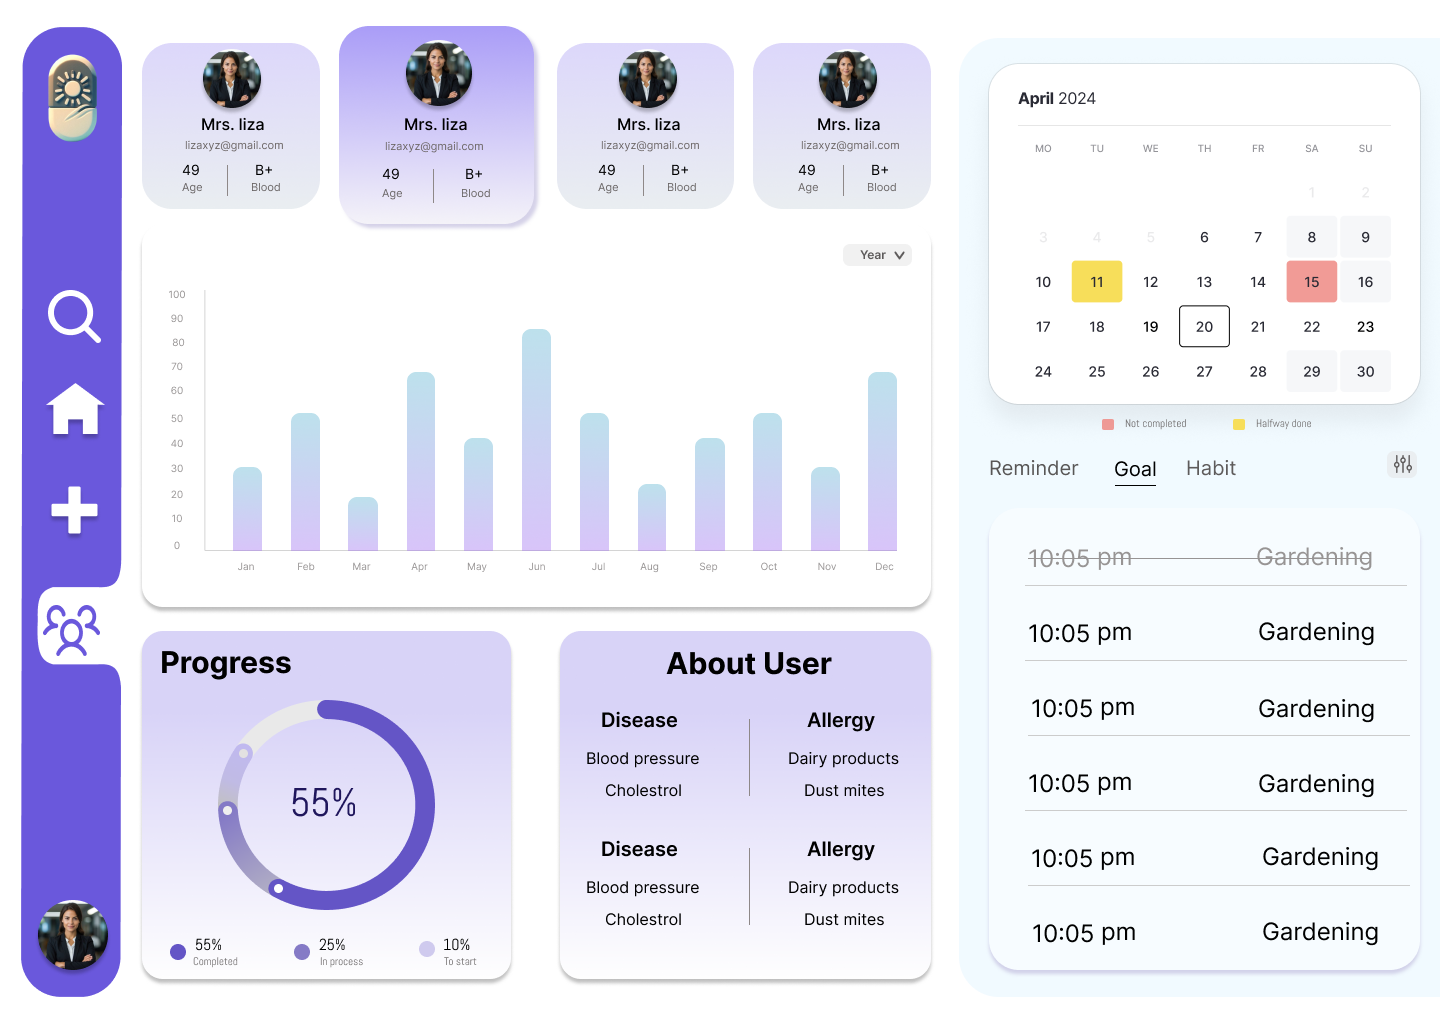 Mrs. liza
lizaxyz@gmail.com
49 B+
Age Blood
Mrs. liza
lizaxyz@gmail.com
49 B+
Age Blood
Mrs. liza
lizaxyz@gmail.com
49 B+
Age Blood
Mrs. liza
lizaxyz@gmail.com
49 B+
Age Blood
Year
100
90
80
70
60
50
40
30
20
10
0
Jan Feb Mar Apr May Jun Jul Aug Sep Oct Nov Dec
Progress
55%
55% 25% 10%
Completed In process To start
About User
Disease Allergy
Blood pressure Dairy products
Cholestrol Dust mites
Disease Allergy
Blood pressure Dairy products
Cholestrol Dust mites
April 2024
MO TU WE TH FR SA SU
1 2
3 4 5 6 7 8 9
10 11 12 13 14 15 16
17 18 19 20 21 22 23
24 25 26 27 28 29 30
Not completed Halfway done
Reminder Goal Habit
10:05 pm Gardening
10:05 pm Gardening
10:05 pm Gardening
10:05 pm Gardening
10:05 pm Gardening
10:05 pm Gardening